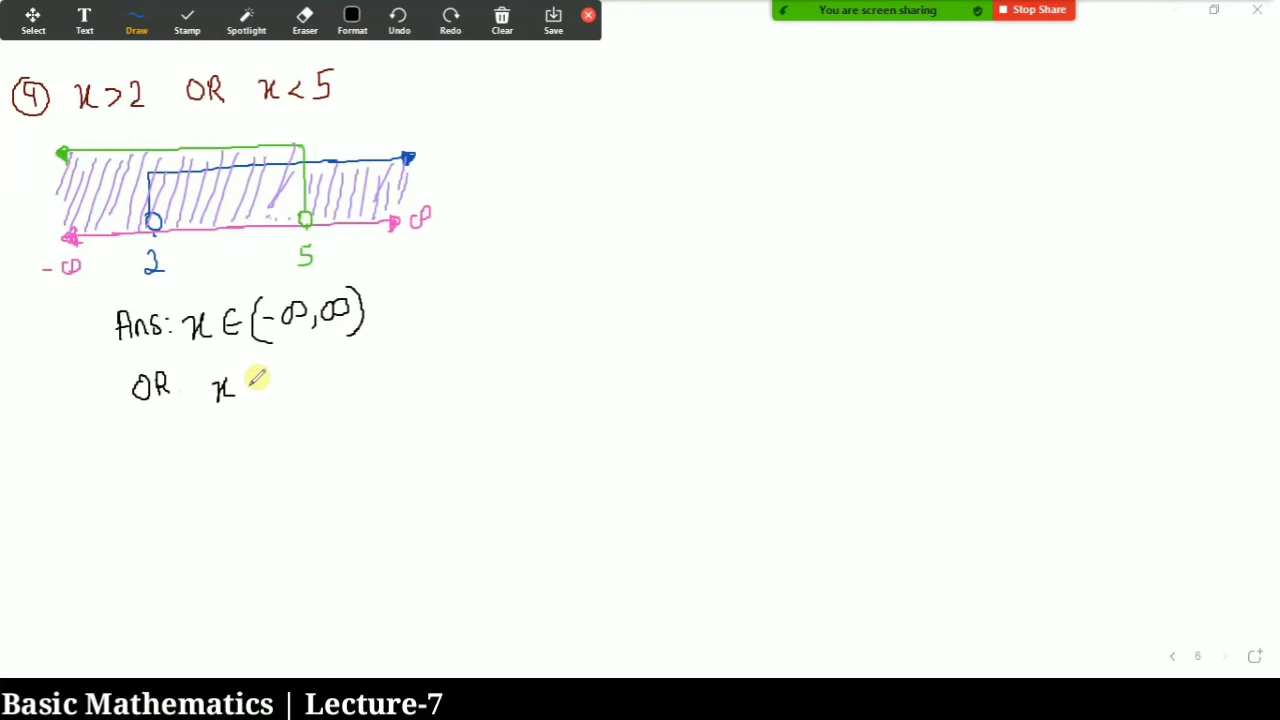 Select Text Draw Stamp Spotlight Eraser Format Undo Redo Clear Save
You are screen sharing Stop Share
④ x > 2 OR x < 5
-∞ 2 5 ∞
Ans: x ∈ (-∞, ∞)
OR x
6
Basic Mathematics | Lecture-7